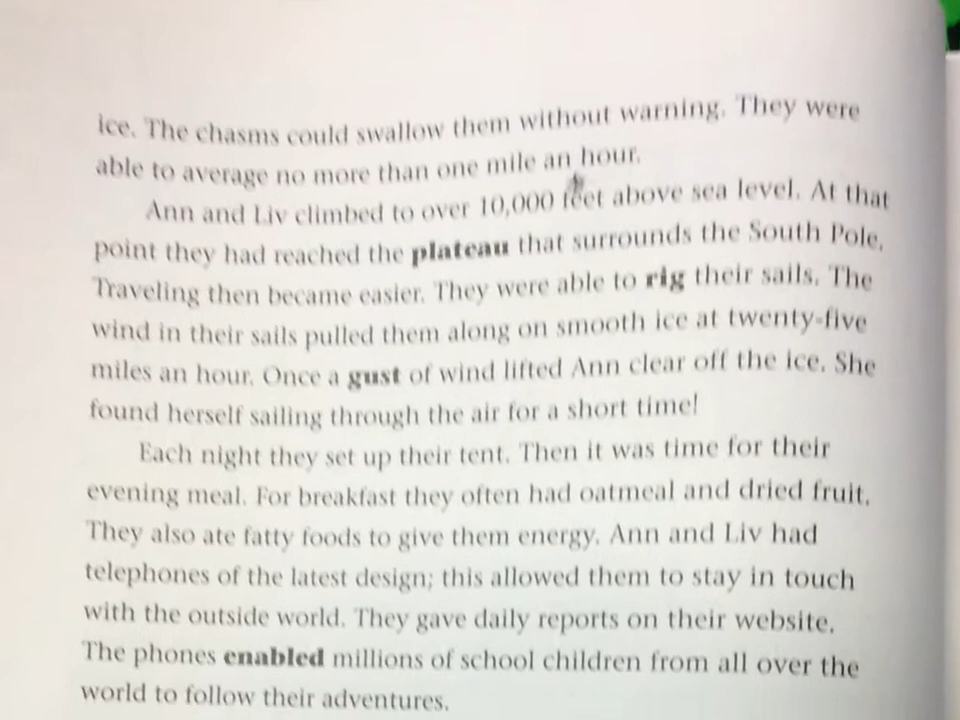 ice. The chasms could swallow them without warning. They were
able to average no more than one mile an hour.
Ann and Liv climbed to over 10,000 feet above sea level. At that
point they had reached the plateau that surrounds the South Pole.
Traveling then became easier. They were able to rig their sails. The
wind in their sails pulled them along on smooth ice at twenty-five
miles an hour. Once a gust of wind lifted Ann clear off the ice. She
found herself sailing through the air for a short time!
Each night they set up their tent. Then it was time for their
evening meal. For breakfast they often had oatmeal and dried fruit.
They also ate fatty foods to give them energy. Ann and Liv had
telephones of the latest design; this allowed them to stay in touch
with the outside world. They gave daily reports on their website.
The phones enabled millions of school children from all over the
world to follow their adventures.